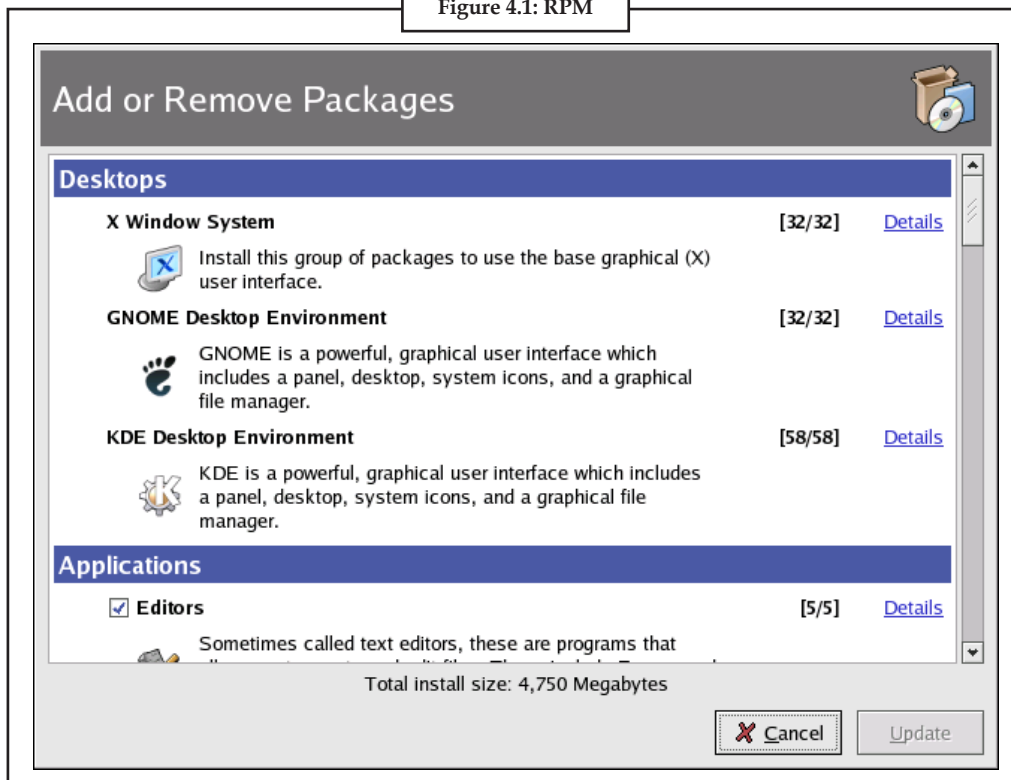 Figure 4.1: RPM
Add or Remove Packages
Desktops
X Window System [32/32] Details
Install this group of packages to use the base graphical (X)
user interface.
GNOME Desktop Environment [32/32] Details
GNOME is a powerful, graphical user interface which
includes a panel, desktop, system icons, and a graphical
file manager.
KDE Desktop Environment [58/58] Details
KDE is a powerful, graphical user interface which includes
a panel, desktop, system icons, and a graphical file
manager.
Applications
Editors [5/5] Details
Sometimes called text editors, these are programs that
Total install size: 4,750 Megabytes
Cancel Update